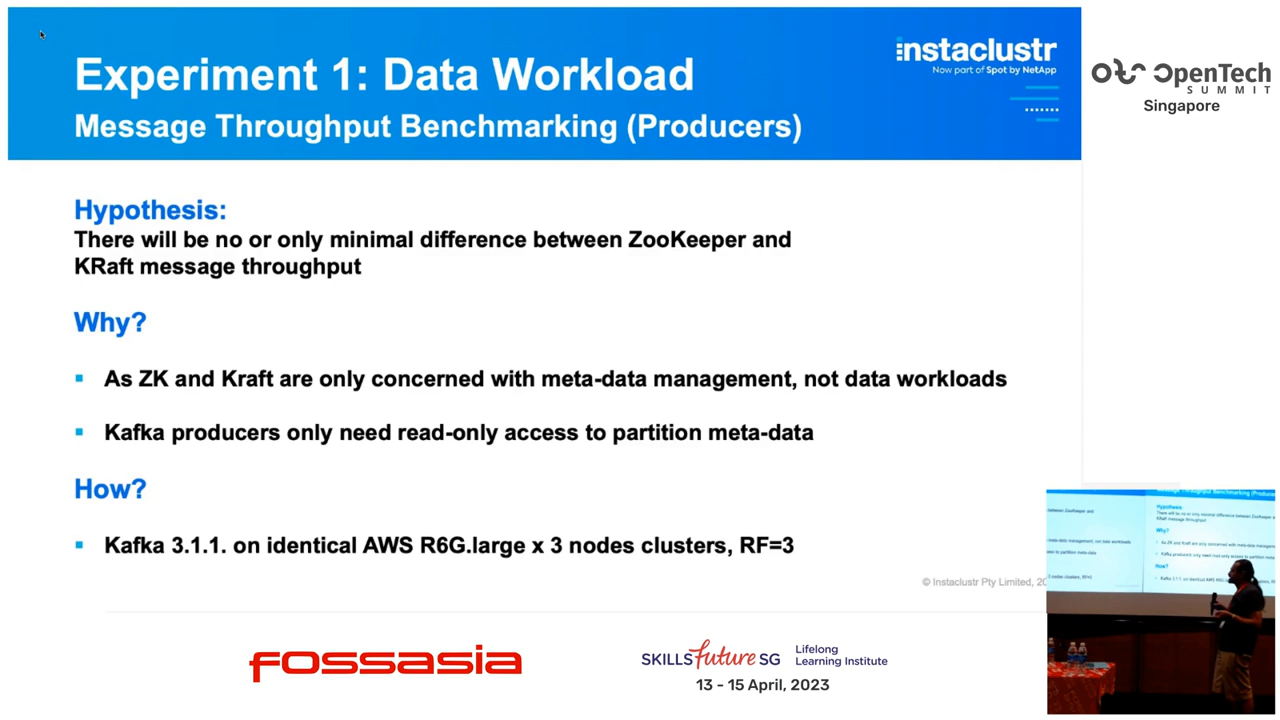 Experiment 1: Data Workload
Message Throughput Benchmarking (Producers)
instaclustr
Now part of Spot by NetApp
OpenTech
SUMMIT
Singapore
Hypothesis:
There will be no or only minimal difference between ZooKeeper and
KRaft message throughput
Why?
▪ As ZK and Kraft are only concerned with meta-data management, not data workloads
▪ Kafka producers only need read-only access to partition meta-data
How?
▪ Kafka 3.1.1. on identical AWS R6G.large x 3 nodes clusters, RF=3
© Instaclustr Pty Limited, 20
fossasia
SKILLSfuture SG
Lifelong
Learning Institute
13 - 15 April, 2023